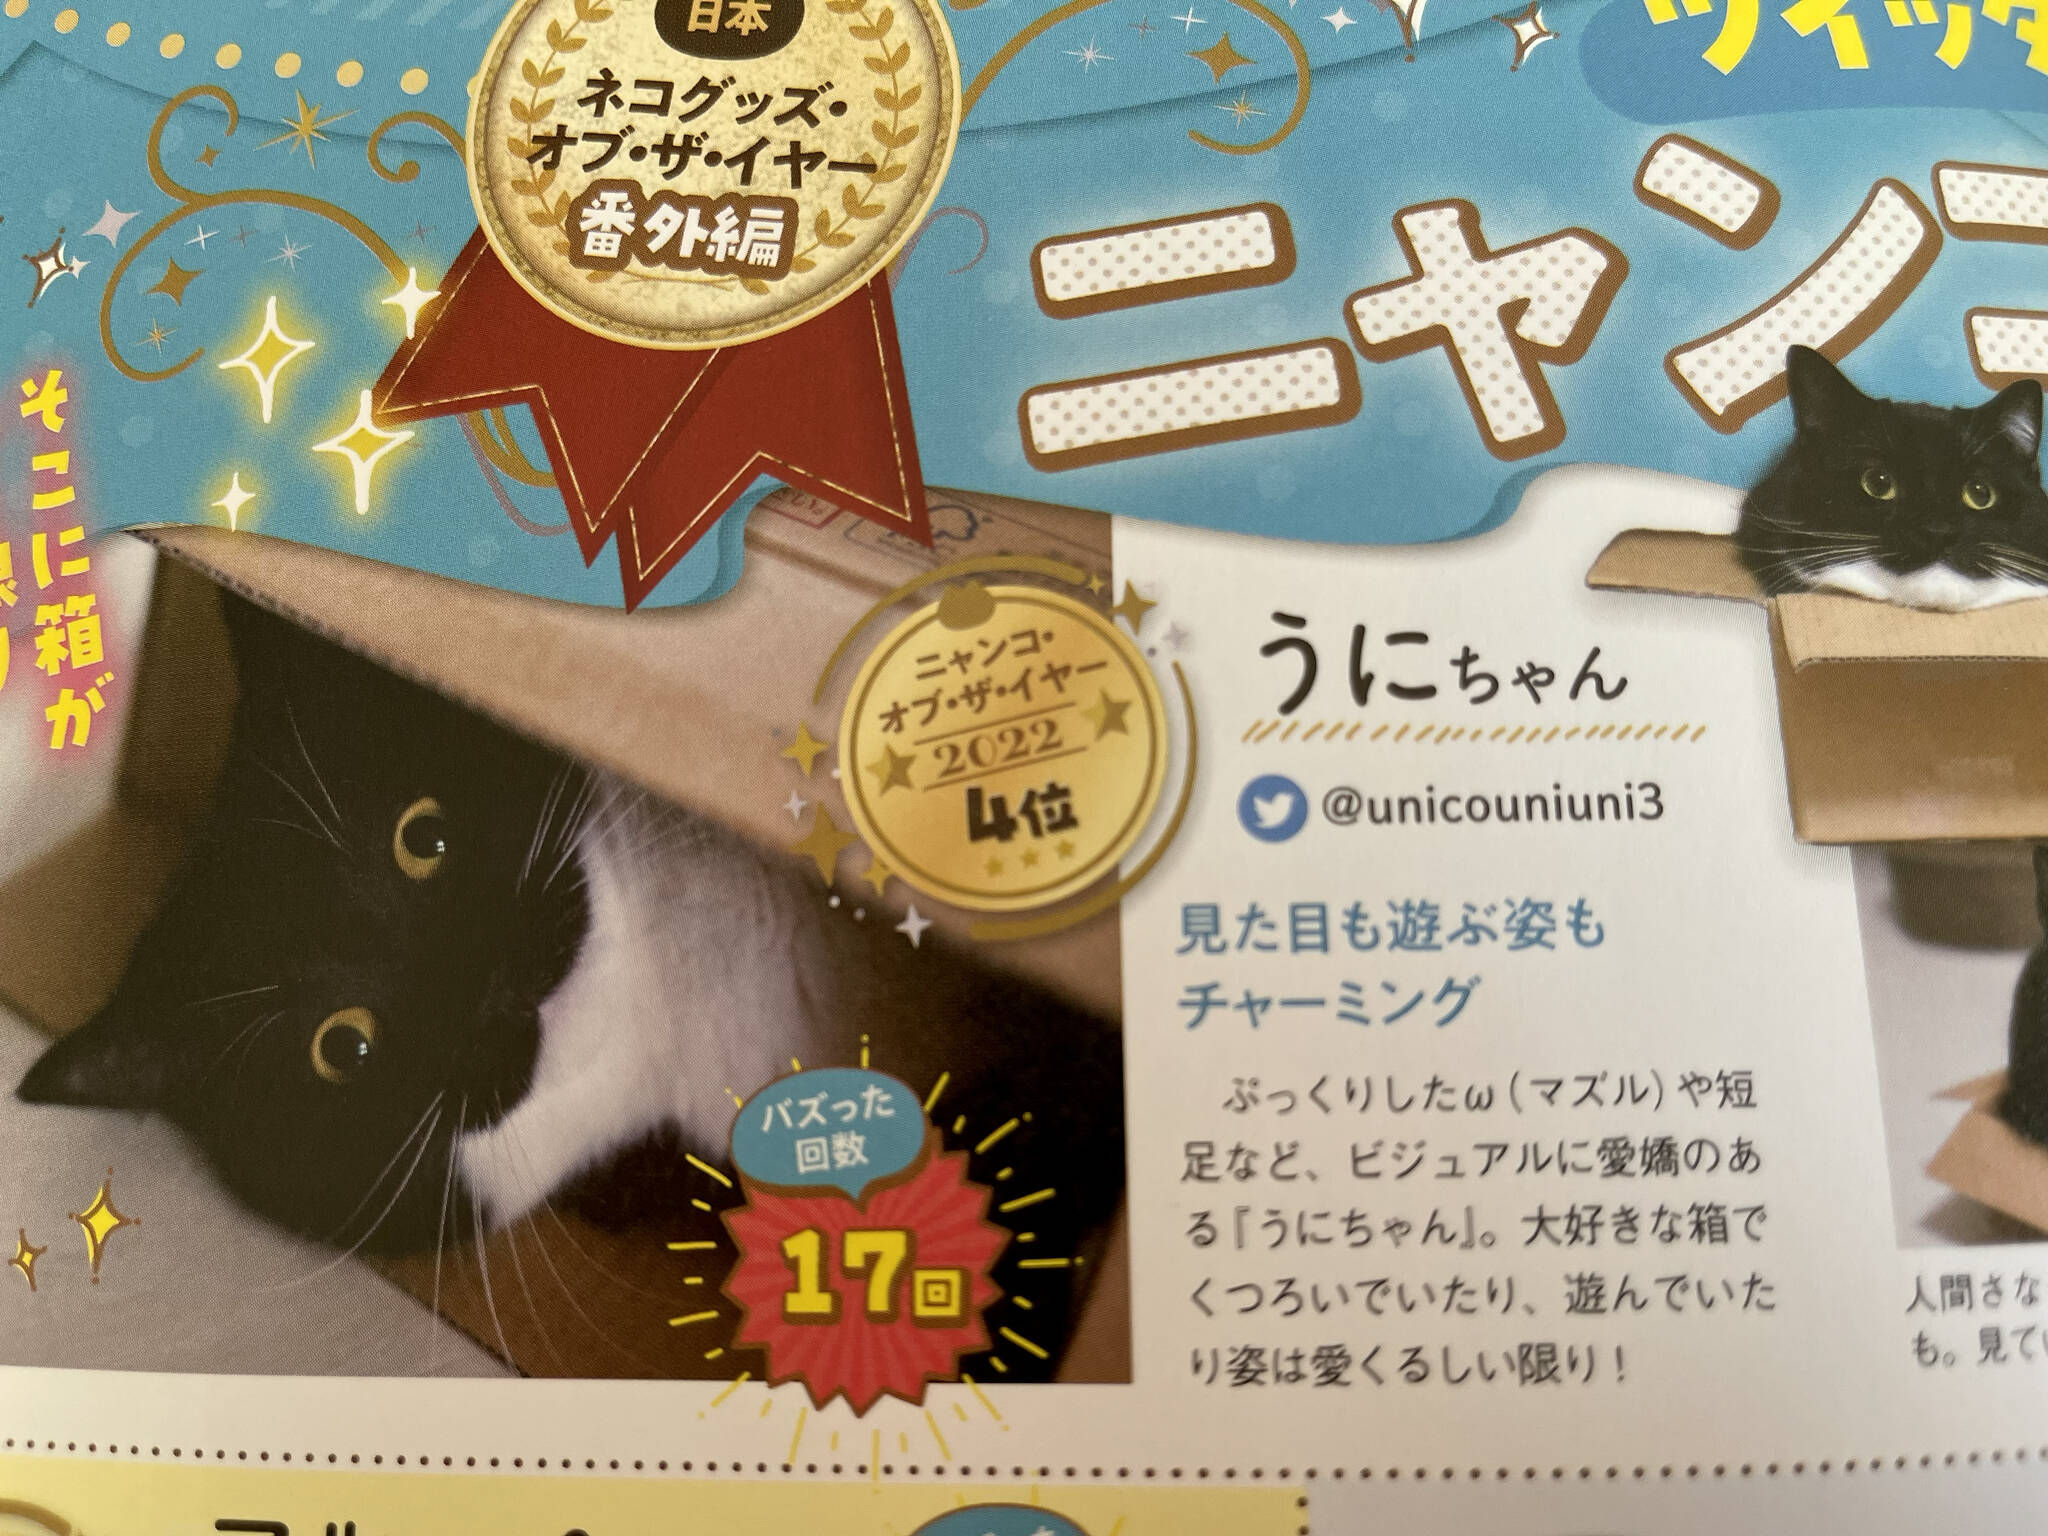 日本
ネコグッズ・
オブ・ザ・イヤー
番外編
ニャンコ
そこに箱が
ニャンコ・
オブ・ザ・イヤー
2022
4位
うにちゃん
@unicouniuni3
見た目も遊ぶ姿も
チャーミング
ぷっくりしたω(マズル)や短
足など、ビジュアルに愛嬌のあ
る『うにちゃん』。大好きな箱で
くつろいでいたり、遊んでいた
り姿は愛くるしい限り!
バズった
回数
17回
人間さな
も。見てい